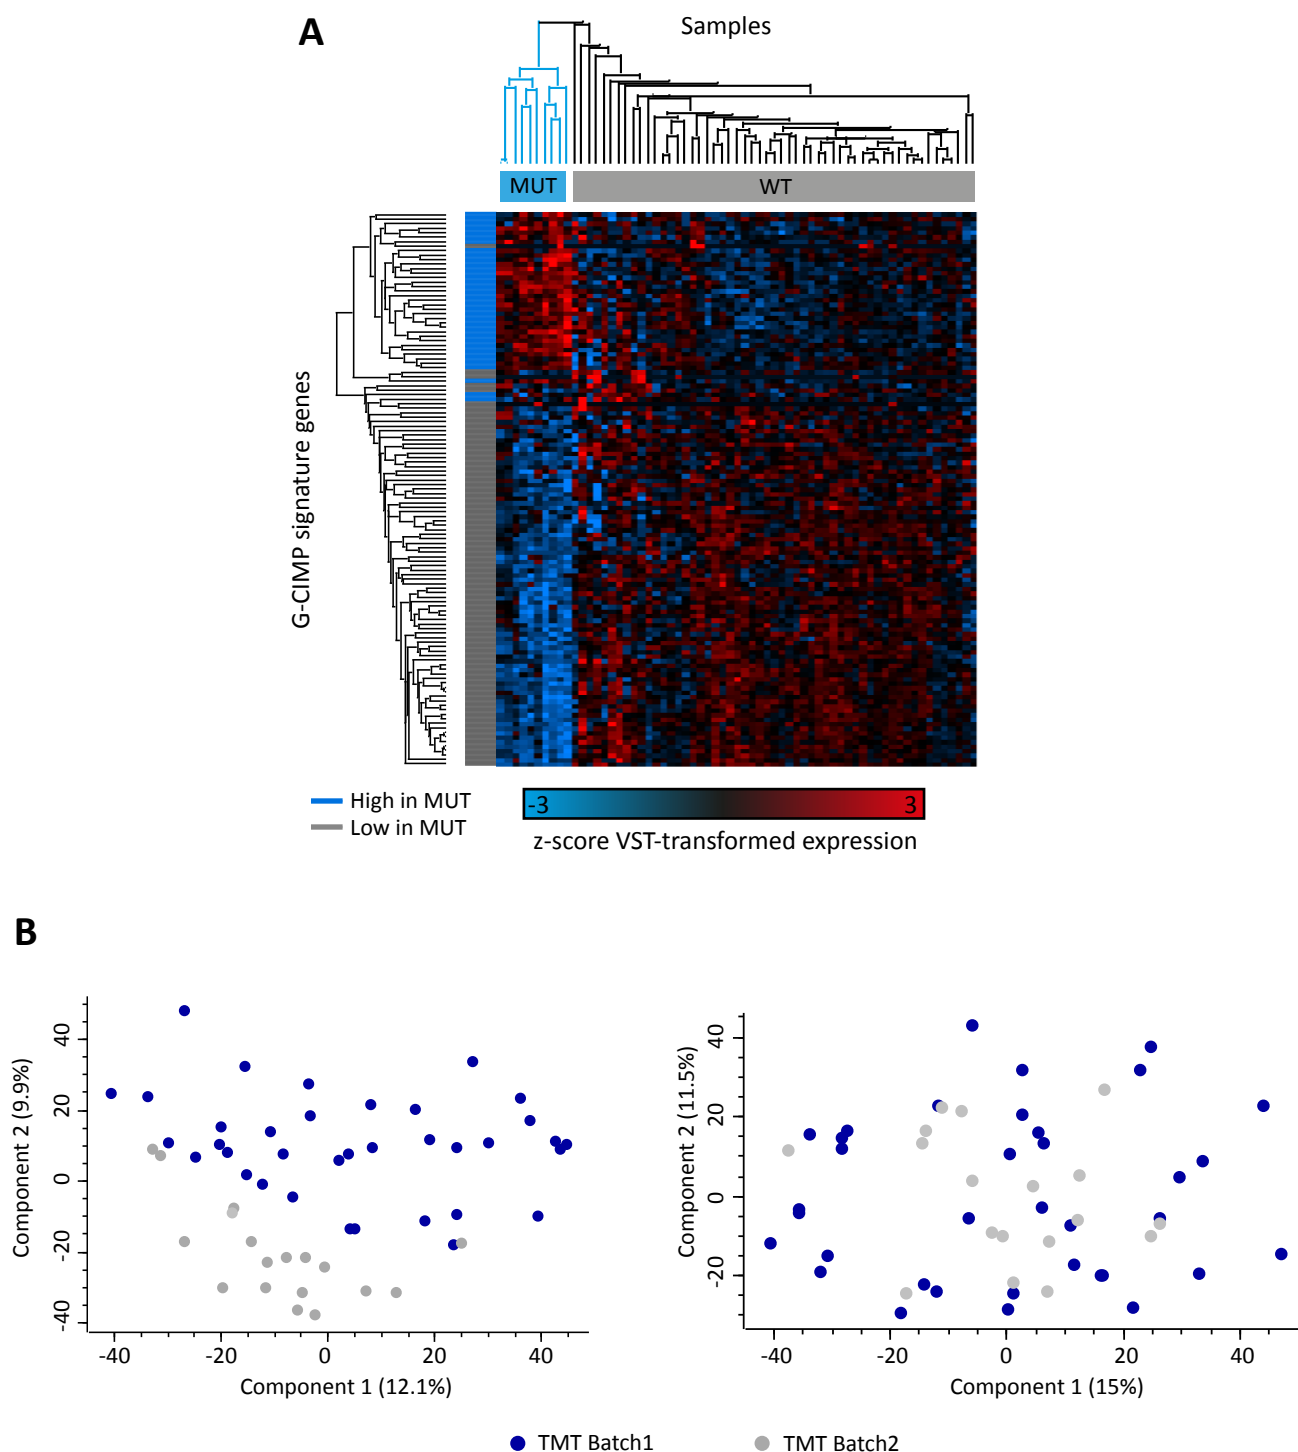 A
Samples
MUT
WT
G-CIMP signature genes
High in MUT
Low in MUT
-3
3
z-score VST-transformed expression
B
Component 2 (9.9%)
40
20
0
-20
-40
-40
-20
0
20
40
Component 1 (12.1%)
Component 2 (11.5%)
40
20
0
-20
-40
-20
0
20
40
Component 1 (15%)
TMT Batch1
TMT Batch2